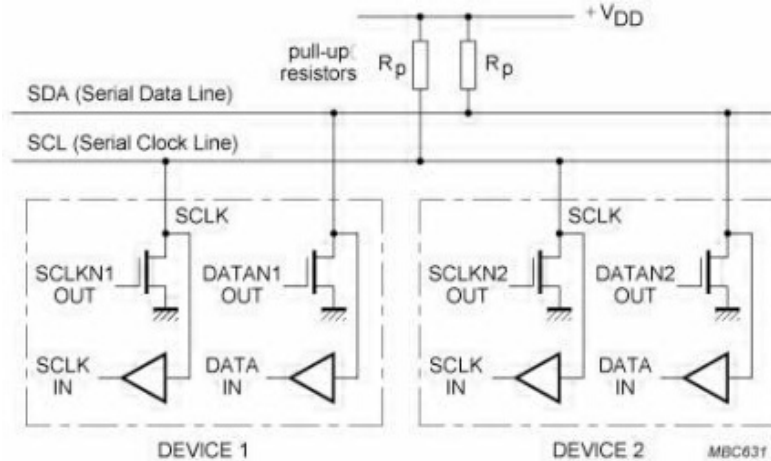 + VDD
pull-up
resistors
Rp
Rp
SDA (Serial Data Line)
SCL (Serial Clock Line)
SCLK
SCLK
SCLKN1
OUT
DATAN1
OUT
SCLKN2
OUT
DATAN2
OUT
SCLK
IN
DATA
IN
SCLK
IN
DATA
IN
DEVICE 1
DEVICE 2
MBC631